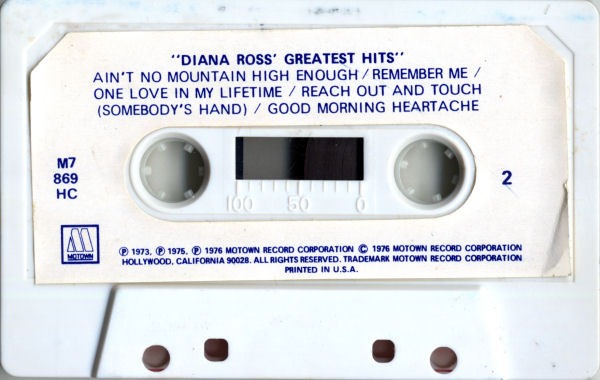 "DIANA ROSS' GREATEST HITS"
AIN'T NO MOUNTAIN HIGH ENOUGH / REMEMBER ME /
ONE LOVE IN MY LIFETIME / REACH OUT AND TOUCH
(SOMEBODY'S HAND) / GOOD MORNING HEARTACHE
M7
869
HC
2
100 50 0
MOTOWN
Ⓟ 1973, Ⓟ 1975, Ⓟ 1976 MOTOWN RECORD CORPORATION © 1976 MOTOWN RECORD CORPORATION
HOLLYWOOD, CALIFORNIA 90028. ALL RIGHTS RESERVED. TRADEMARK MOTOWN RECORD CORPORATION
PRINTED IN U.S.A.